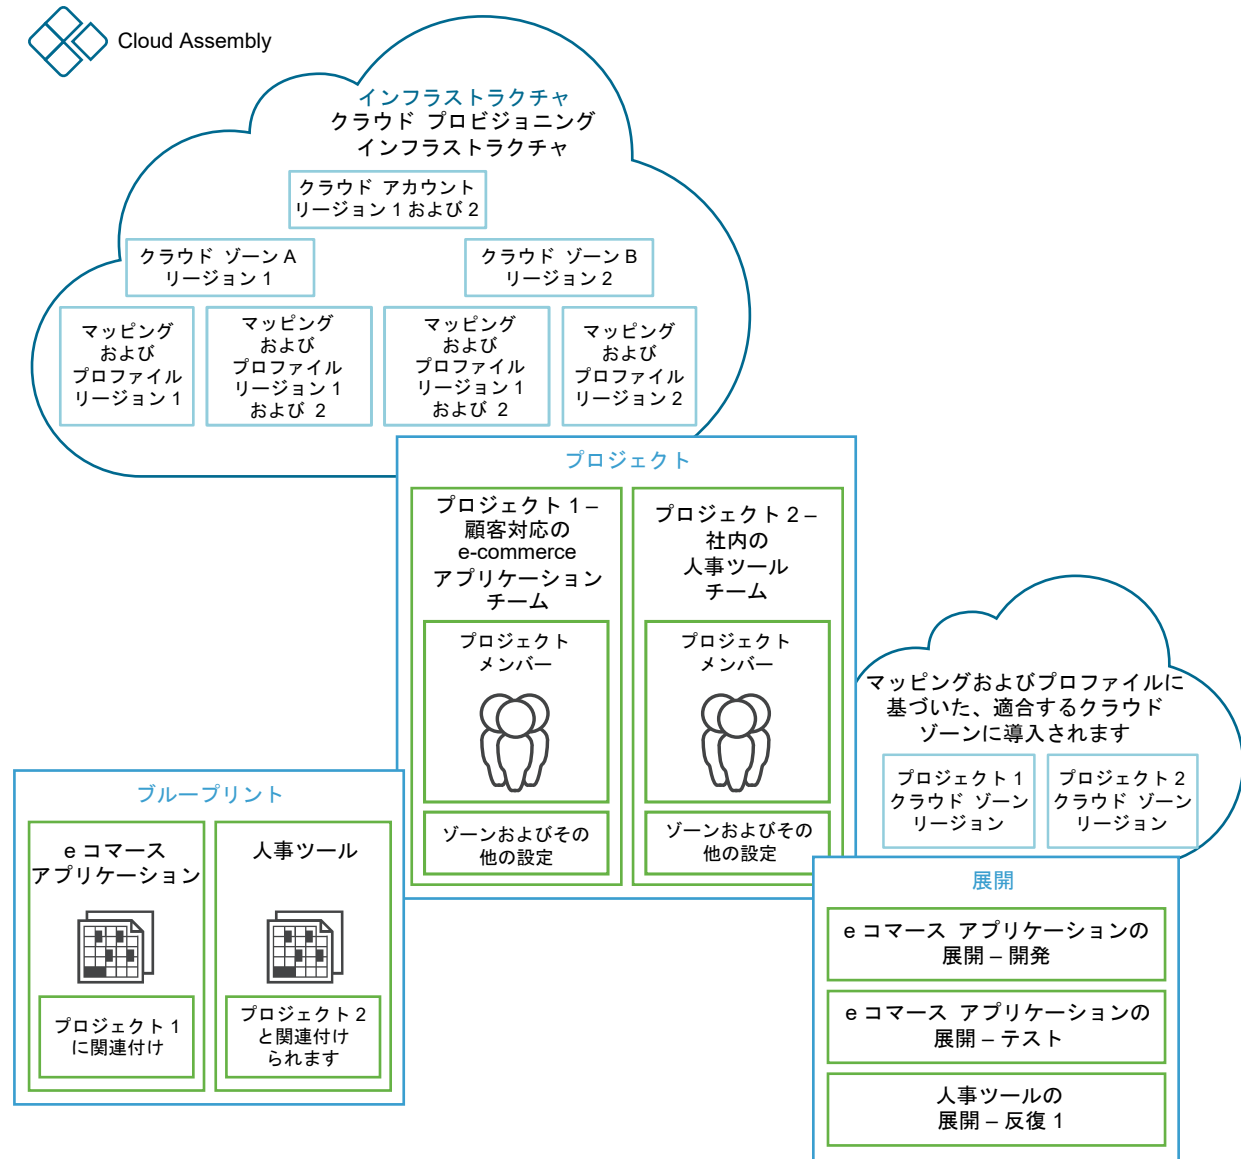 Cloud Assembly
インフラストラクチャ
クラウド プロビジョニング
インフラストラクチャ
クラウド アカウント
リージョン 1 および 2
クラウド ゾーン A
リージョン 1
クラウド ゾーン B
リージョン 2
マッピング
および
プロファイル
リージョン 1
マッピング
および
プロファイル
リージョン 1
および 2
マッピング
および
プロファイル
リージョン 1
および 2
マッピング
および
プロファイル
リージョン 2
プロジェクト
プロジェクト 1 –
顧客対応の
e-commerce
アプリケーション
チーム
プロジェクト
メンバー
ゾーンおよびその
他の設定
プロジェクト 2 –
社内の
人事ツール
チーム
プロジェクト
メンバー
ゾーンおよびその
他の設定
マッピングおよびプロファイルに
基づいた、適合するクラウド
ゾーンに導入されます
プロジェクト 1
クラウド ゾーン
リージョン
プロジェクト 2
クラウド ゾーン
リージョン
ブループリント
e コマース
アプリケーション
プロジェクト 1
に関連付け
人事ツール
プロジェクト 2
と関連付け
られます
展開
e コマース アプリケーションの
展開 – 開発
e コマース アプリケーションの
展開 – テスト
人事ツールの
展開 – 反復 1